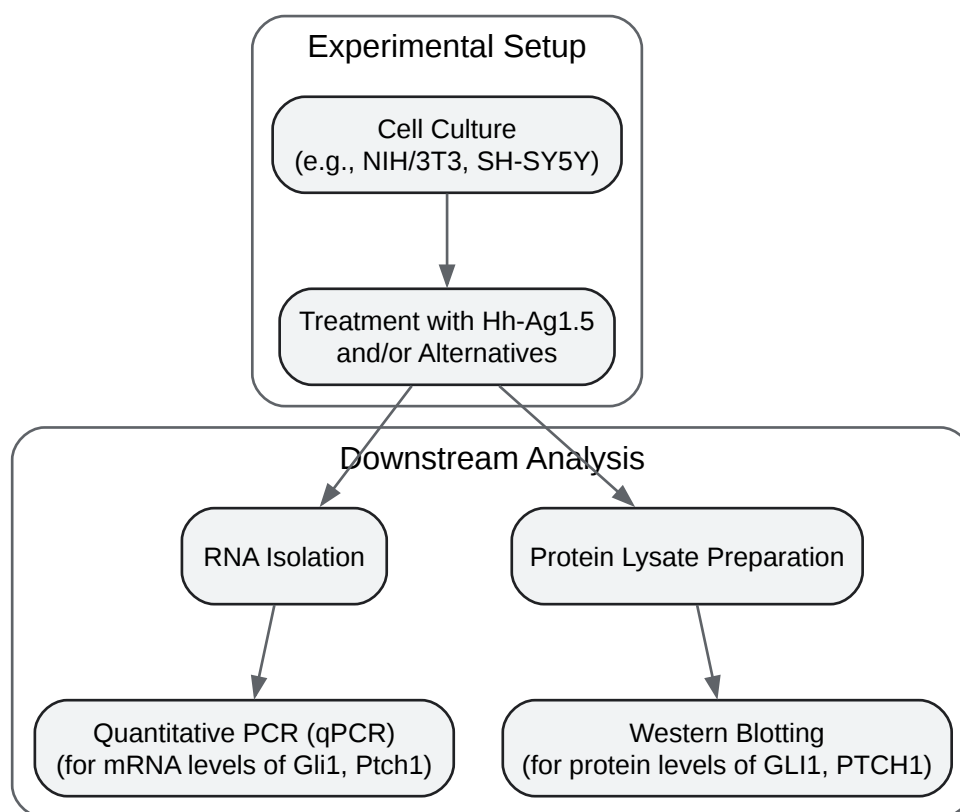 Experimental Setup
Cell Culture
(e.g., NIH/3T3, SH-SY5Y)
Treatment with Hh-Ag1.5
and/or Alternatives
Downstream Analysis
RNA Isolation
Protein Lysate Preparation
Quantitative PCR (qPCR)
(for mRNA levels of Gli1, Ptch1)
Western Blotting
(for protein levels of GLI1, PTCH1)